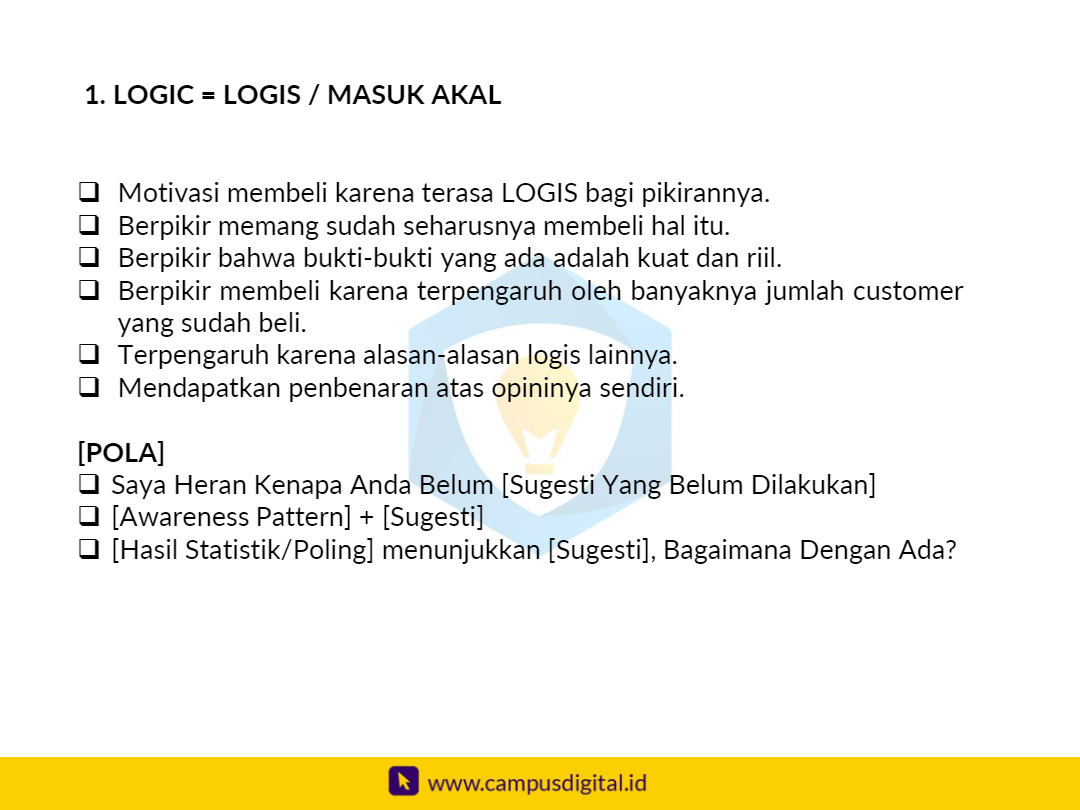 1. LOGIC = LOGIS / MASUK AKAL
❑ Motivasi membeli karena terasa LOGIS bagi pikirannya.
❑ Berpikir memang sudah seharusnya membeli hal itu.
❑ Berpikir bahwa bukti-bukti yang ada adalah kuat dan riil.
❑ Berpikir membeli karena terpengaruh oleh banyaknya jumlah customer
yang sudah beli.
❑ Terpengaruh karena alasan-alasan logis lainnya.
❑ Mendapatkan penbenaran atas opininya sendiri.
[POLA]
❑ Saya Heran Kenapa Anda Belum [Sugesti Yang Belum Dilakukan]
❑ [Awareness Pattern] + [Sugesti]
❑ [Hasil Statistik/Poling] menunjukkan [Sugesti], Bagaimana Dengan Ada?
www.campusdigital.id